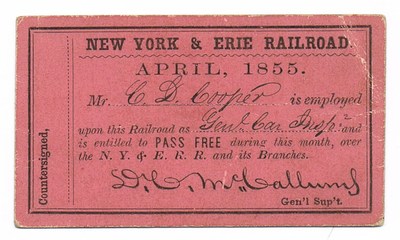 NEW YORK & ERIE RAILROAD.
APRIL, 1855.
Mr. C. D. Cooper is employed
upon this Railroad as Genl. Car Inspr. and
is entitled to PASS FREE during this month, over
the N. Y. & E. R. R. and its Branches.
D. C. McCallum
Gen'l Sup't.
Countersigned,